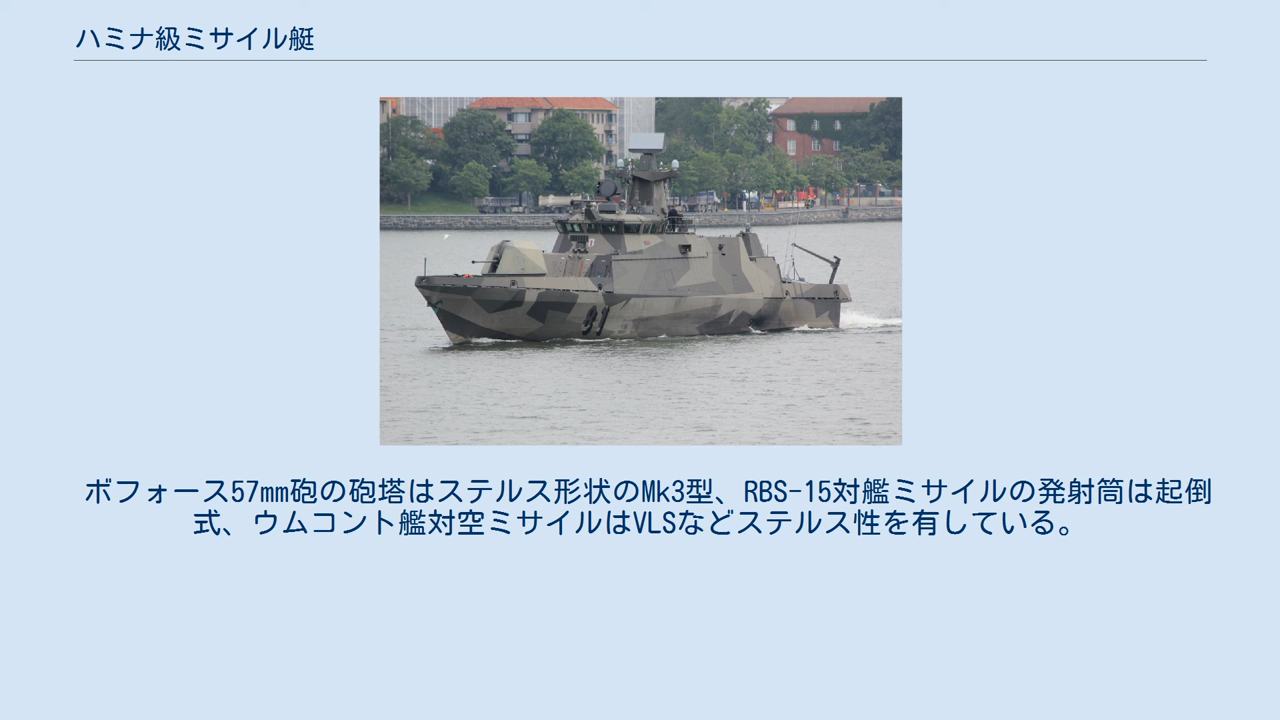 ハミナ級ミサイル艇
ボフォース57mm砲の砲塔はステルス形状のMk3型、RBS-15対艦ミサイルの発射筒は起倒
式、ウムコント艦対空ミサイルはVLSなどステルス性を有している。